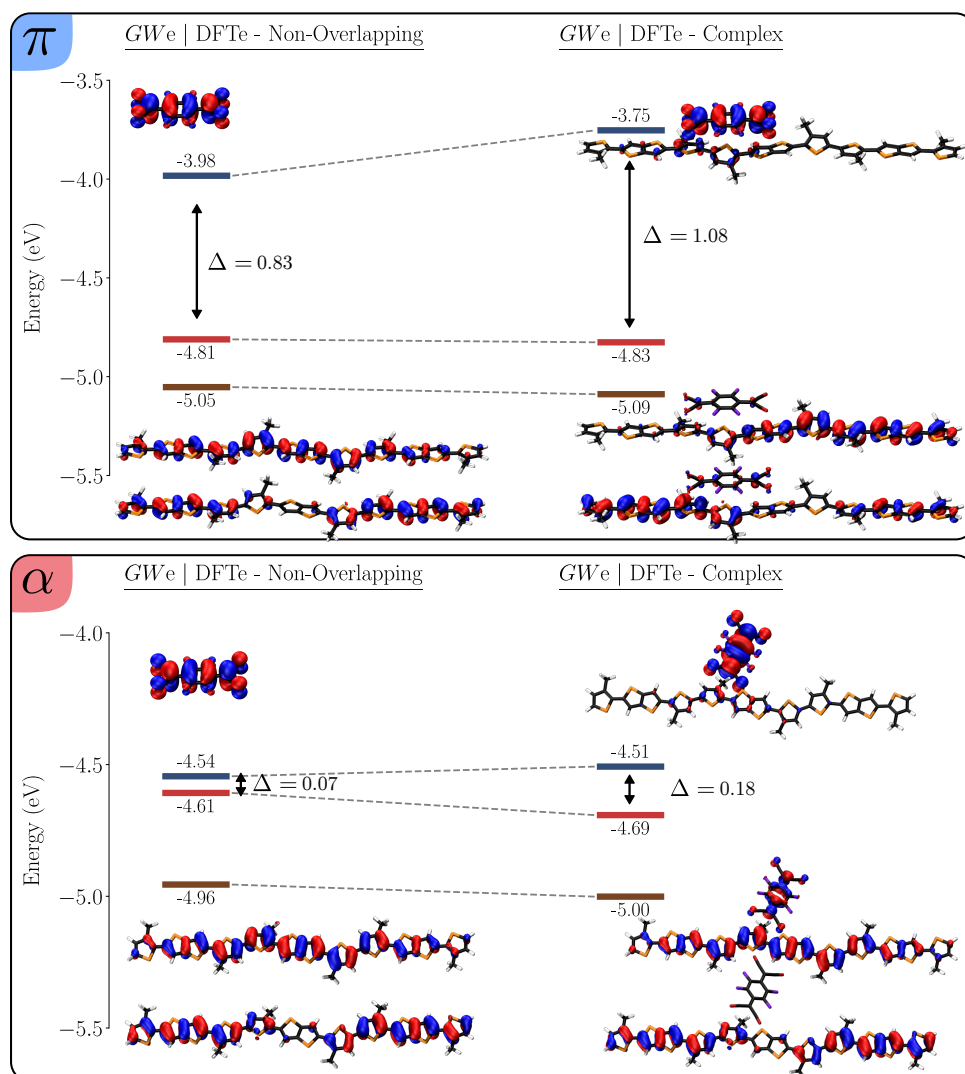 π
GWe | DFTe - Non-Overlapping
GWe | DFTe - Complex
Energy (eV)
−3.5
−4.0
−4.5
−5.0
−5.5
-3.98
Δ = 0.83
-4.81
-5.05
-3.75
Δ = 1.08
-4.83
-5.09
α
GWe | DFTe - Non-Overlapping
GWe | DFTe - Complex
Energy (eV)
−4.0
−4.5
−5.0
−5.5
-4.54
Δ = 0.07
-4.61
-4.96
-4.51
Δ = 0.18
-4.69
-5.00